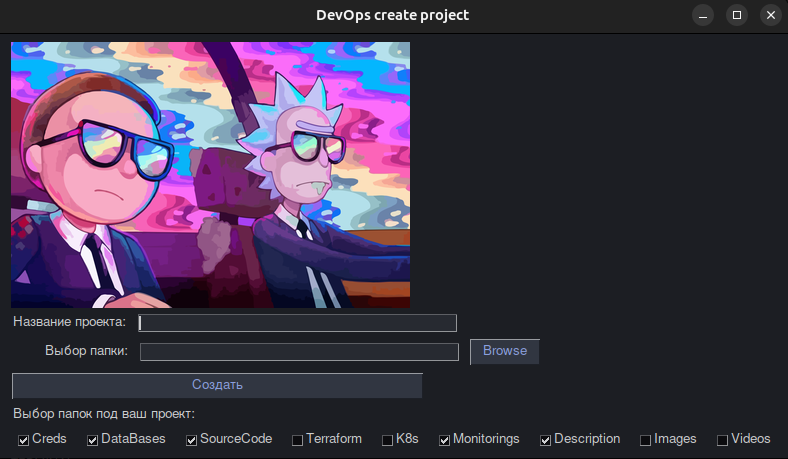 DevOps create project
Название проекта:
Выбор папки: Browse
Создать
Выбор папок под ваш проект:
Creds DataBases SourceCode Terraform K8s Monitorings Description Images Videos